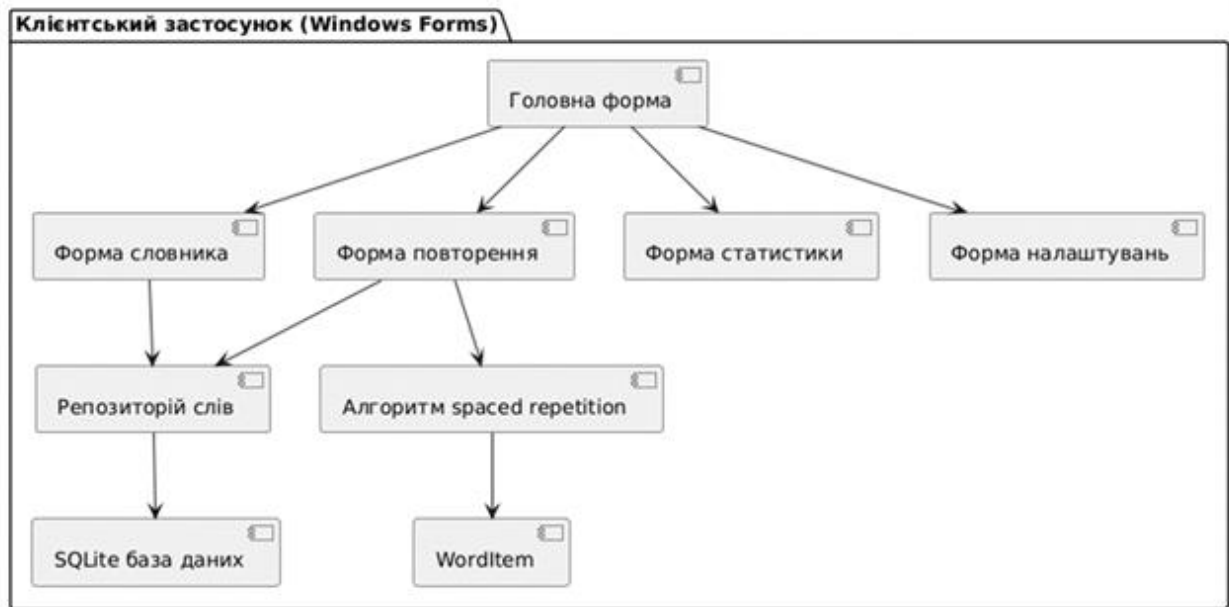 Клієнтський застосунок (Windows Forms)
Головна форма
Форма словника
Форма повторення
Форма статистики
Форма налаштувань
Репозиторій слів
Алгоритм spaced repetition
SQLite база даних
WordItem